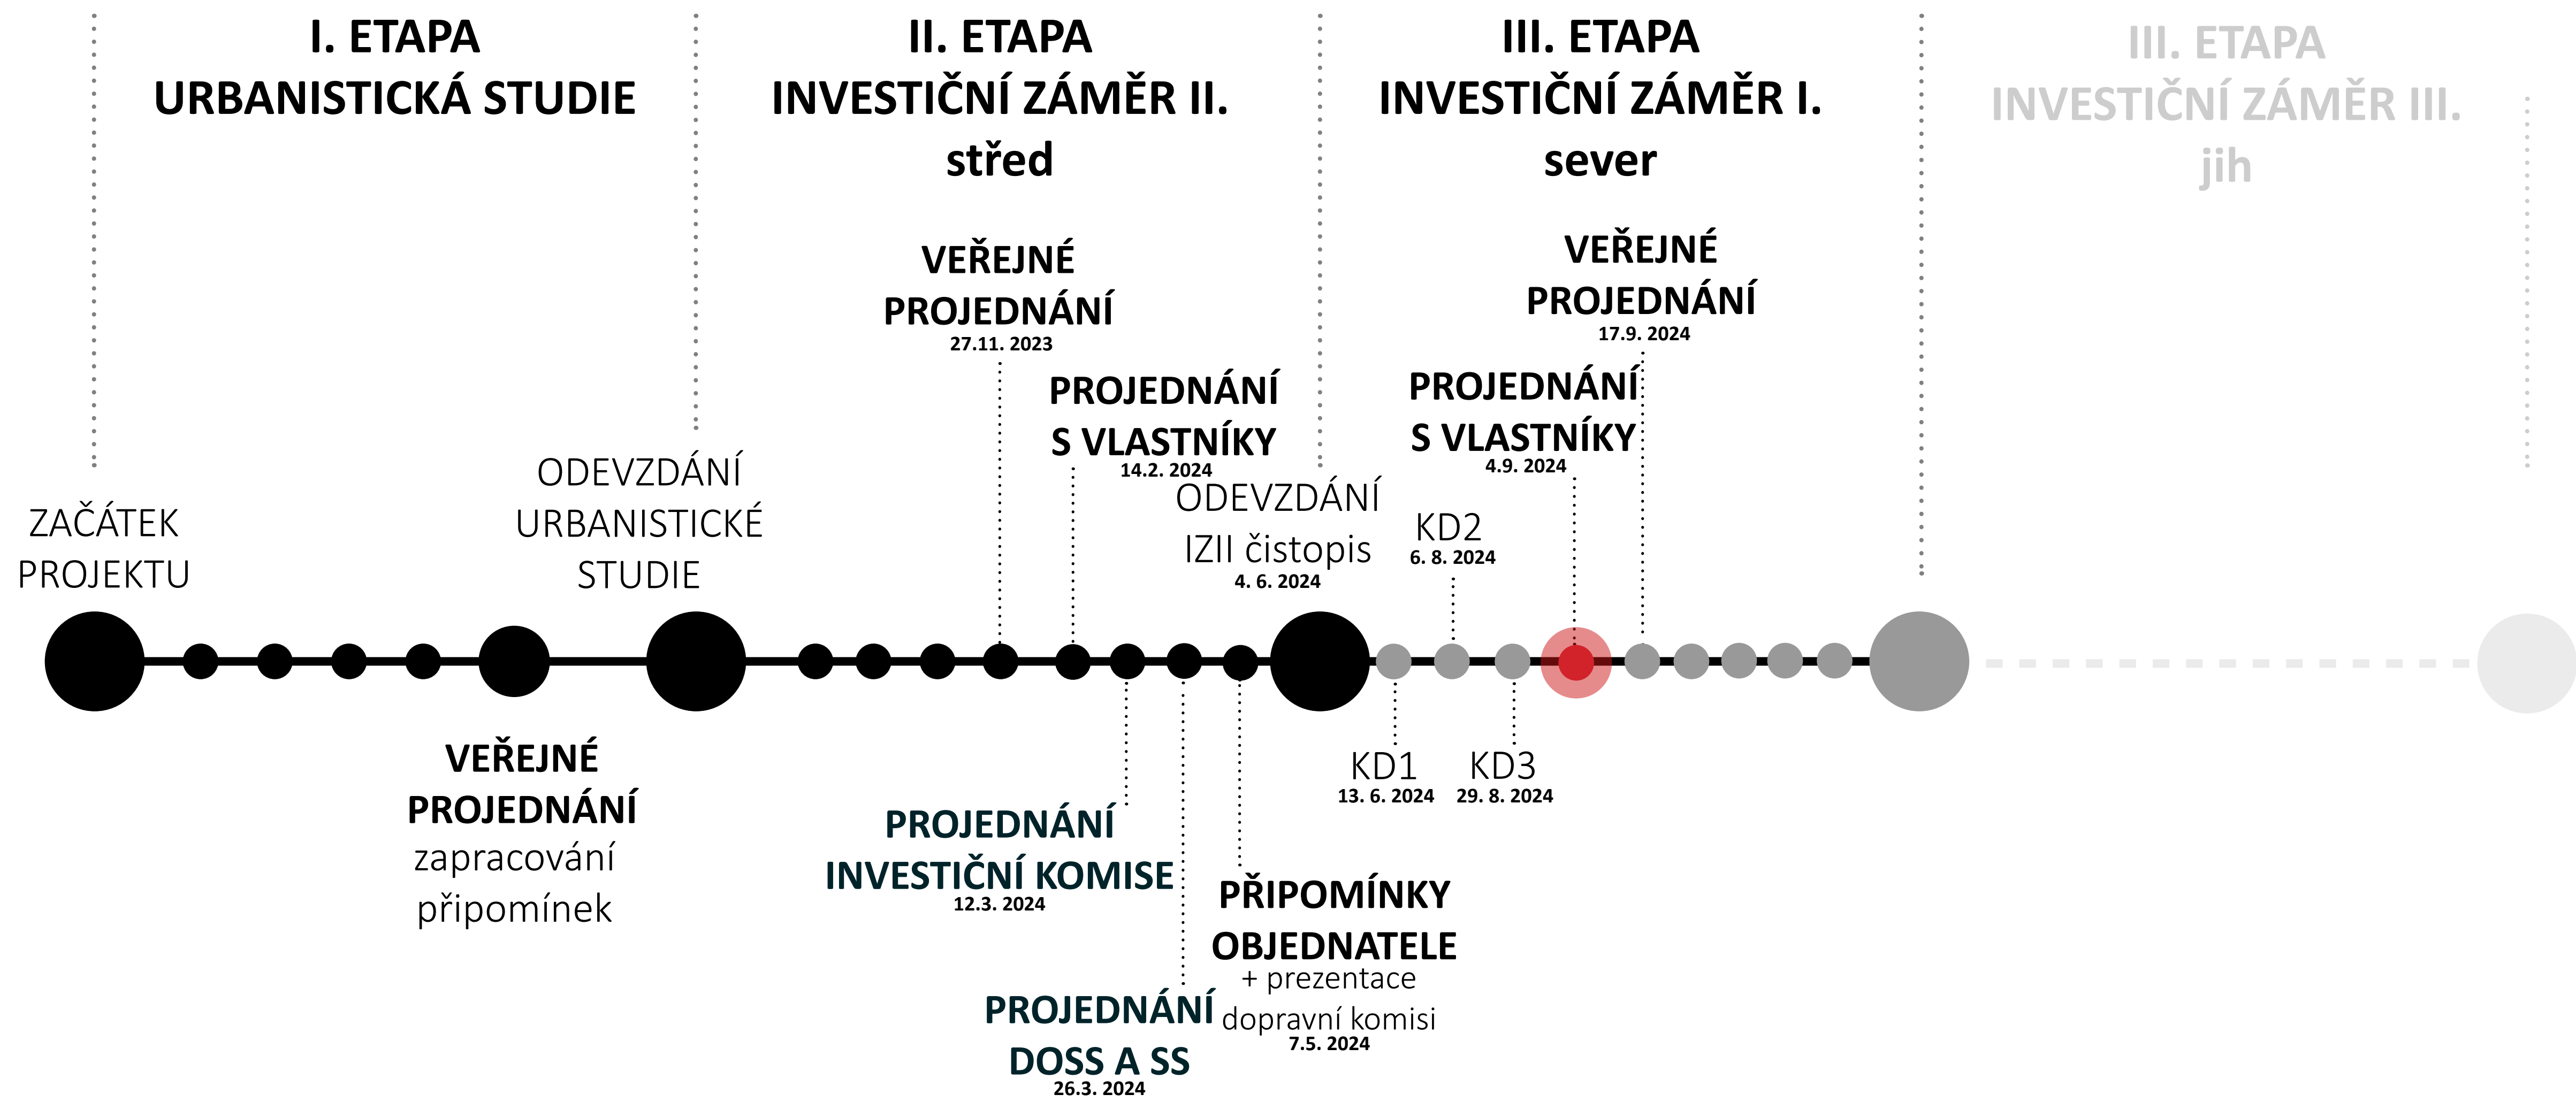 I. ETAPA
URBANISTICKÁ STUDIE
II. ETAPA
INVESTIČNÍ ZÁMĚR II.
střed
III. ETAPA
INVESTIČNÍ ZÁMĚR I.
sever
III. ETAPA
INVESTIČNÍ ZÁMĚR III.
jih
VEŘEJNÉ
PROJEDNÁNÍ
27.11. 2023
VEŘEJNÉ
PROJEDNÁNÍ
17.9. 2024
PROJEDNÁNÍ
S VLASTNÍKY
14.2. 2024
PROJEDNÁNÍ
S VLASTNÍKY
4.9. 2024
ZAČÁTEK
PROJEKTU
ODEVZDÁNÍ
URBANISTICKÉ
STUDIE
ODEVZDÁNÍ
IZII čistopis
4. 6. 2024
KD2
6. 8. 2024
VEŘEJNÉ
PROJEDNÁNÍ
zapracování
připomínek
PROJEDNÁNÍ
INVESTIČNÍ KOMISE
12.3. 2024
PROJEDNÁNÍ
DOSS A SS
26.3. 2024
PŘIPOMÍNKY
OBJEDNATELE
+ prezentace
dopravní komisi
7.5. 2024
KD1
13. 6. 2024
KD3
29. 8. 2024